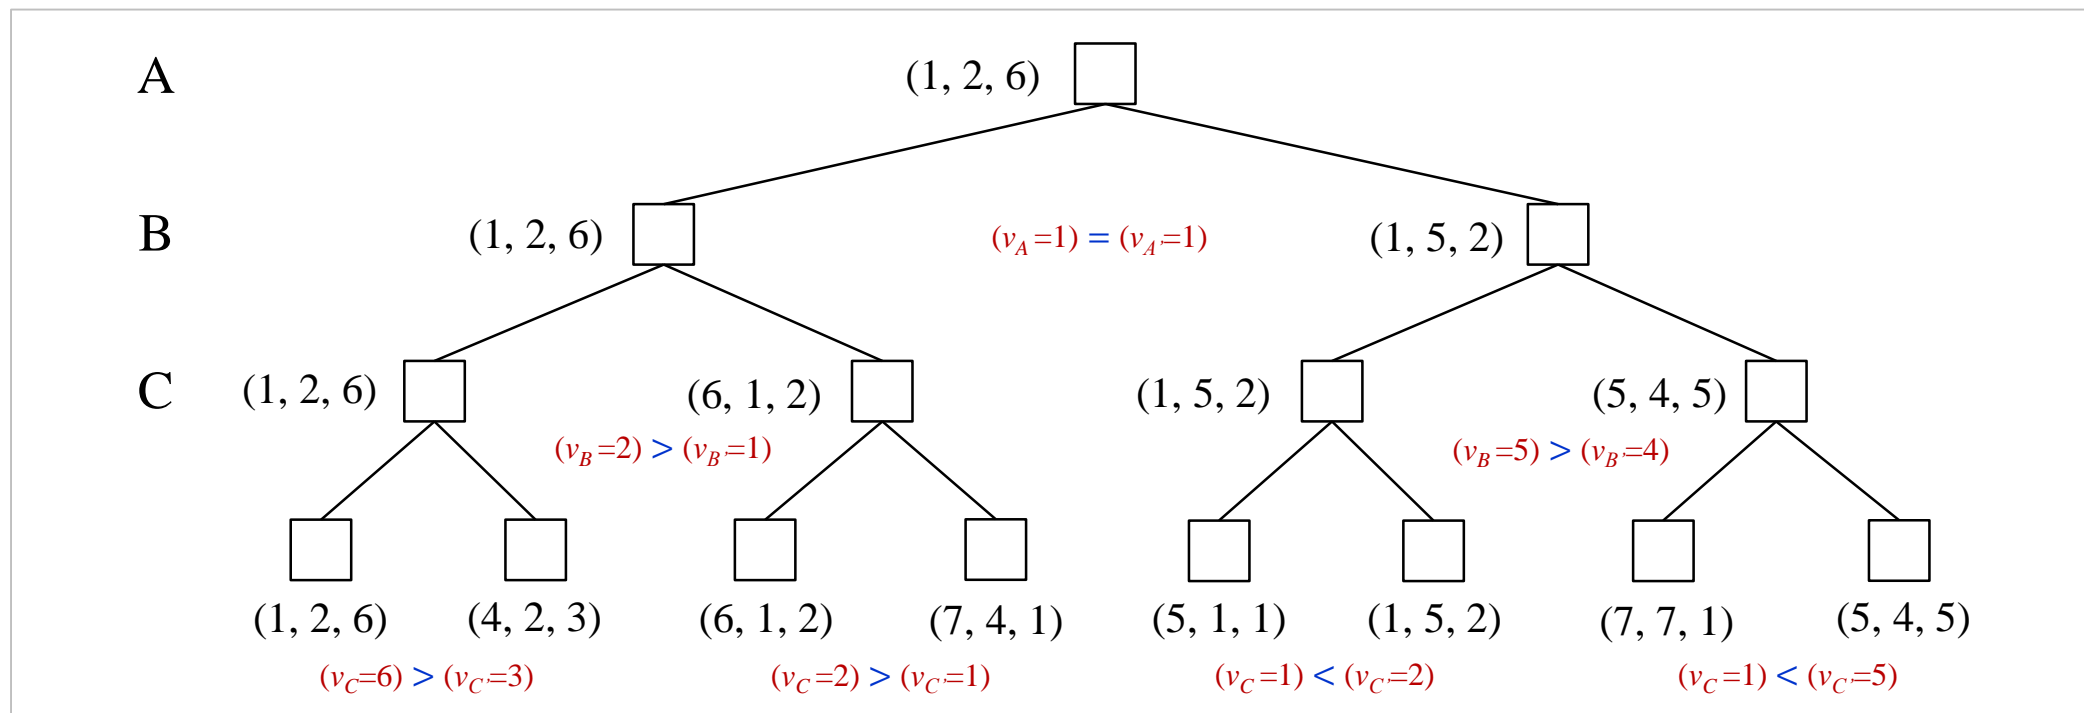 A (1, 2, 6)
B (1, 2, 6) (v_A=1) = (v_A'=1) (1, 5, 2)
C (1, 2, 6) (6, 1, 2) (1, 5, 2) (5, 4, 5)
(v_B=2) > (v_B'=1) (v_B=5) > (v_B'=4)
(1, 2, 6) (4, 2, 3) (6, 1, 2) (7, 4, 1) (5, 1, 1) (1, 5, 2) (7, 7, 1) (5, 4, 5)
(v_C=6) > (v_C'=3) (v_C=2) > (v_C'=1) (v_C=1) < (v_C'=2) (v_C=1) < (v_C'=5)